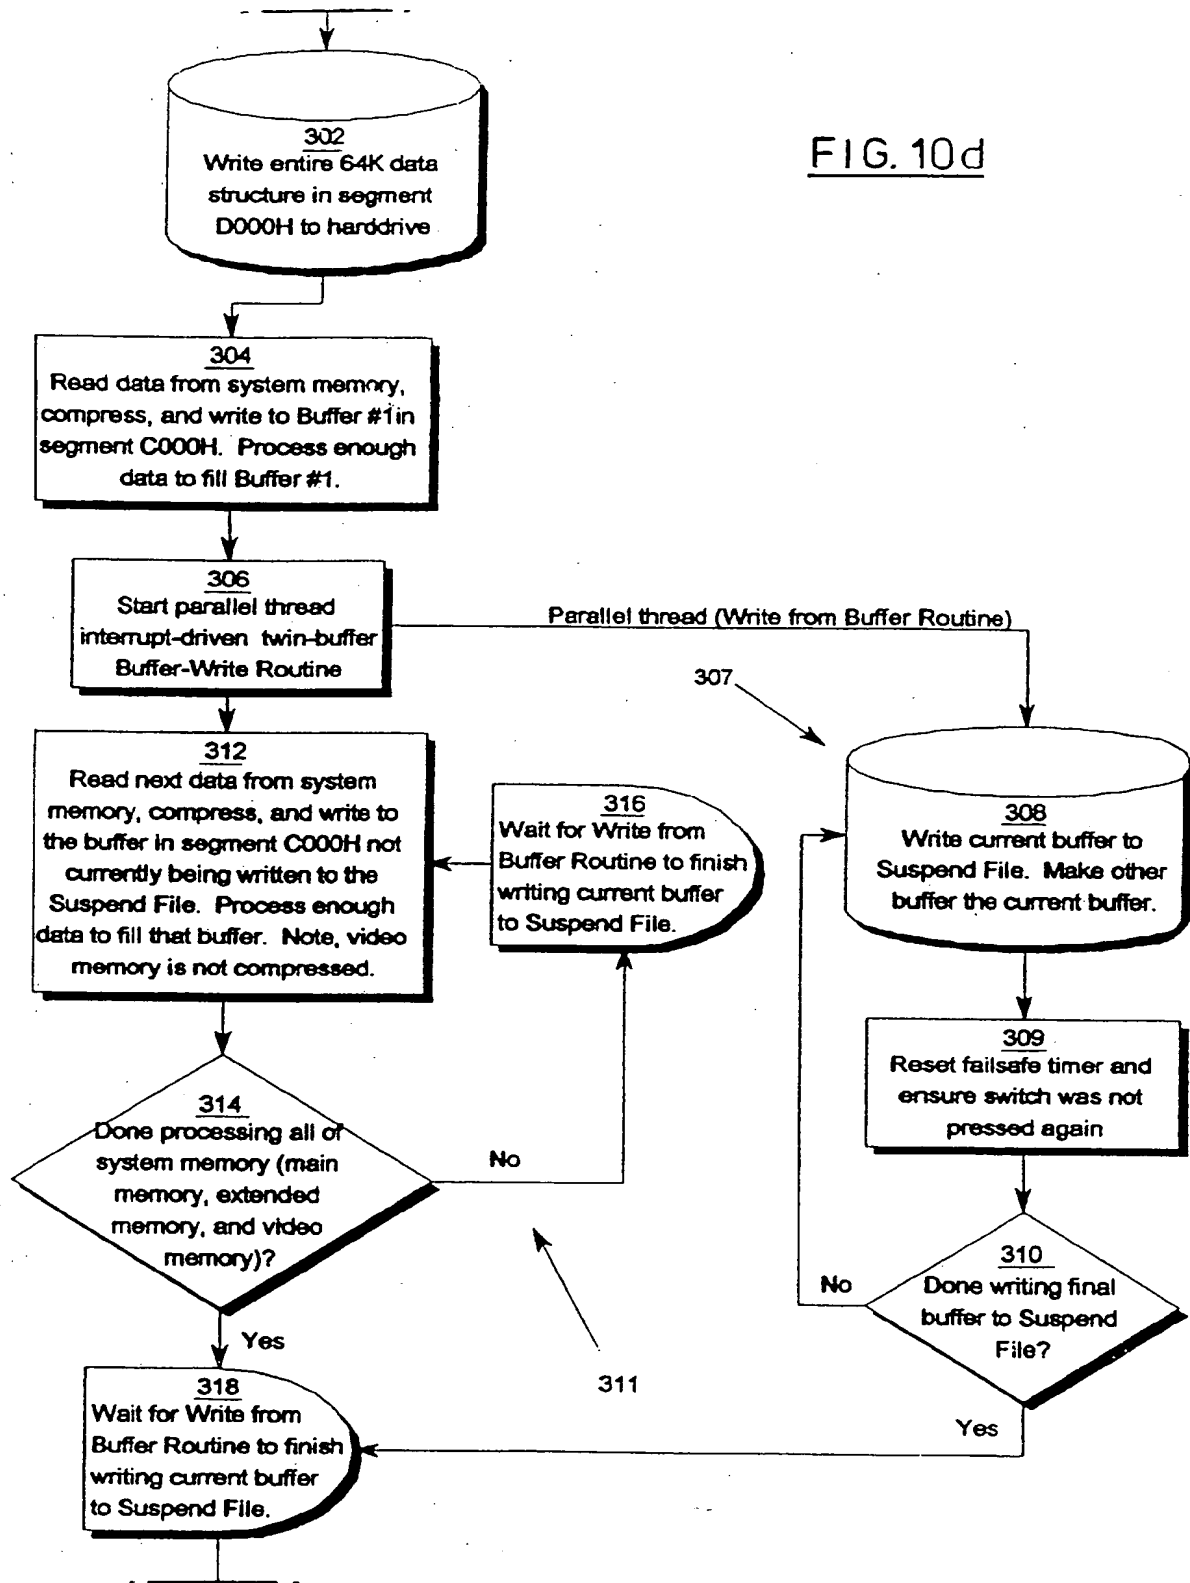 FIG. 10d
302
Write entire 64K data
structure in segment
D000H to harddrive
304
Read data from system memory,
compress, and write to Buffer #1in
segment C000H. Process enough
data to fill Buffer #1.
306
Start parallel thread
interrupt-driven twin-buffer
Buffer-Write Routine
Parallel thread (Write from Buffer Routine)
307
312
Read next data from system
memory, compress, and write to
the buffer in segment C000H not
currently being written to the
Suspend File. Process enough
data to fill that buffer. Note, video
memory is not compressed.
316
Wait for Write from
Buffer Routine to finish
writing current buffer
to Suspend File.
308
Write current buffer to
Suspend File. Make other
buffer the current buffer.
309
Reset failsafe timer and
ensure switch was not
pressed again
314
Done processing all of
system memory (main
memory, extended
memory, and video
memory)?
No
310
Done writing final
buffer to Suspend
File?
No
Yes
311
318
Wait for Write from
Buffer Routine to finish
writing current buffer
to Suspend File.
Yes